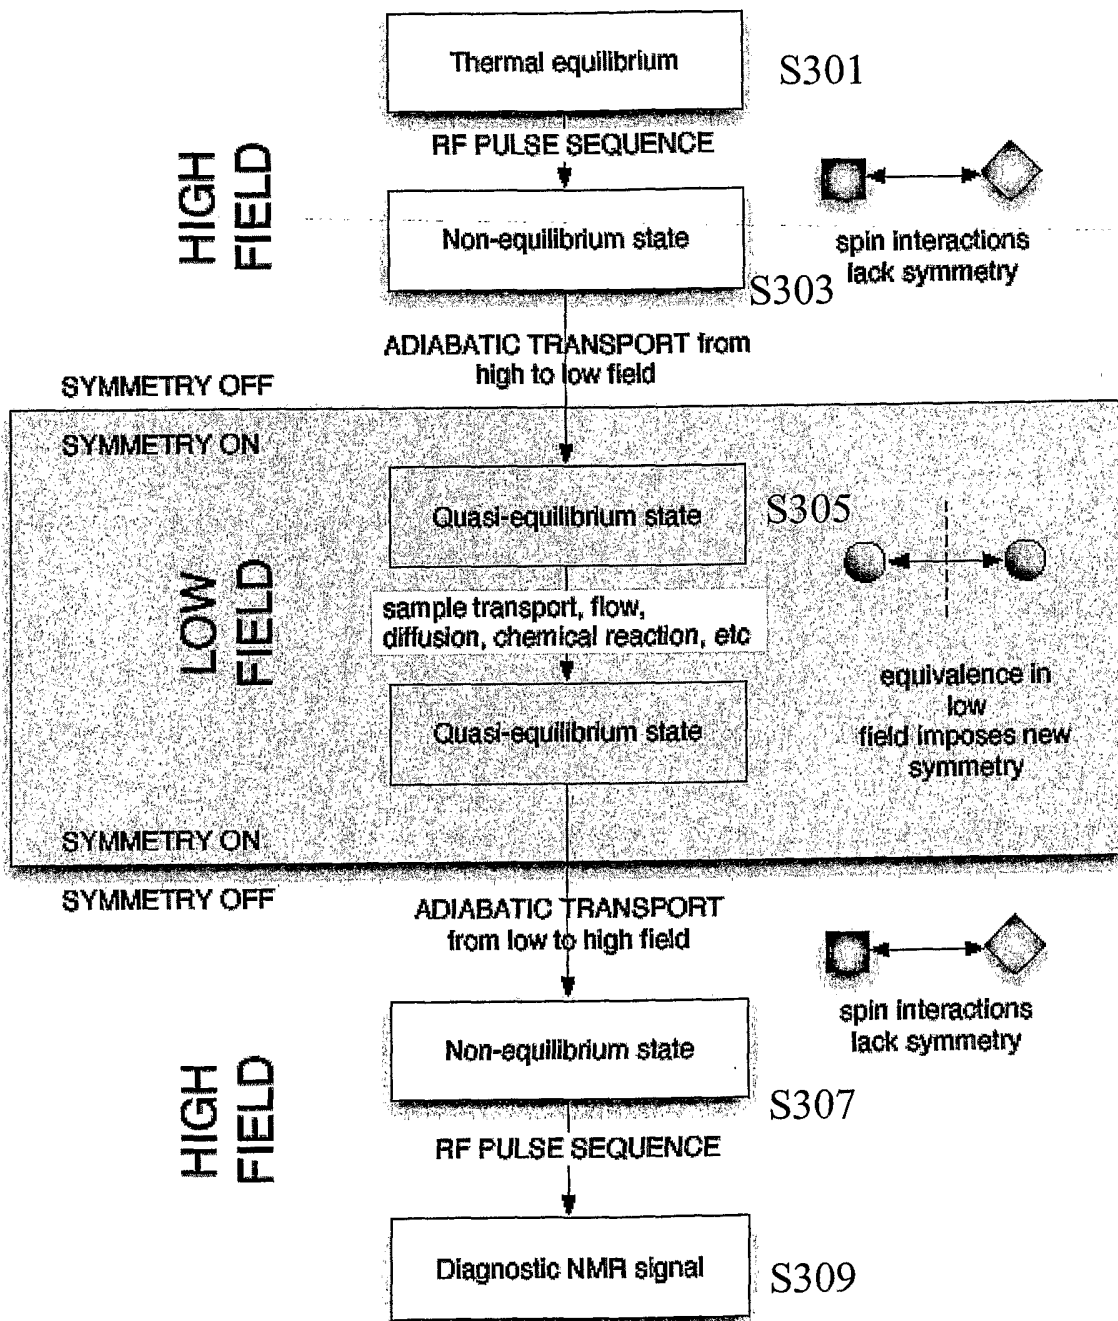 Thermal equilibrium
S301
RF PULSE SEQUENCE
HIGH
FIELD
Non-equilibrium state
S303
spin interactions
lack symmetry
ADIABATIC TRANSPORT from
high to low field
SYMMETRY OFF
SYMMETRY ON
Quasi-equilibrium state
S305
LOW
FIELD
sample transport, flow,
diffusion, chemical reaction, etc
Quasi-equilibrium state
equivalence in
low
field imposes new
symmetry
SYMMETRY ON
SYMMETRY OFF
ADIABATIC TRANSPORT
from low to high field
spin interactions
lack symmetry
HIGH
FIELD
Non-equilibrium state
S307
RF PULSE SEQUENCE
Diagnostic NMR signal
S309